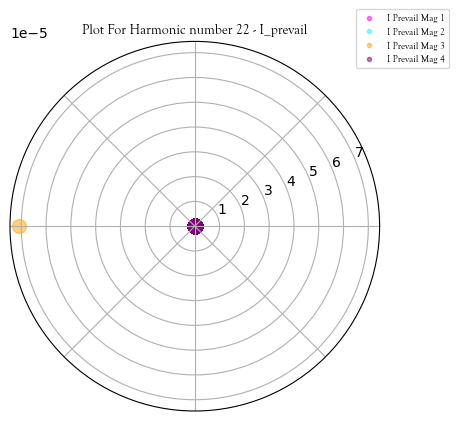 1e−5
Plot For Harmonic number 22 - I_prevail
I Prevail Mag 1
I Prevail Mag 2
I Prevail Mag 3
I Prevail Mag 4
7
6
5
4
3
2
1